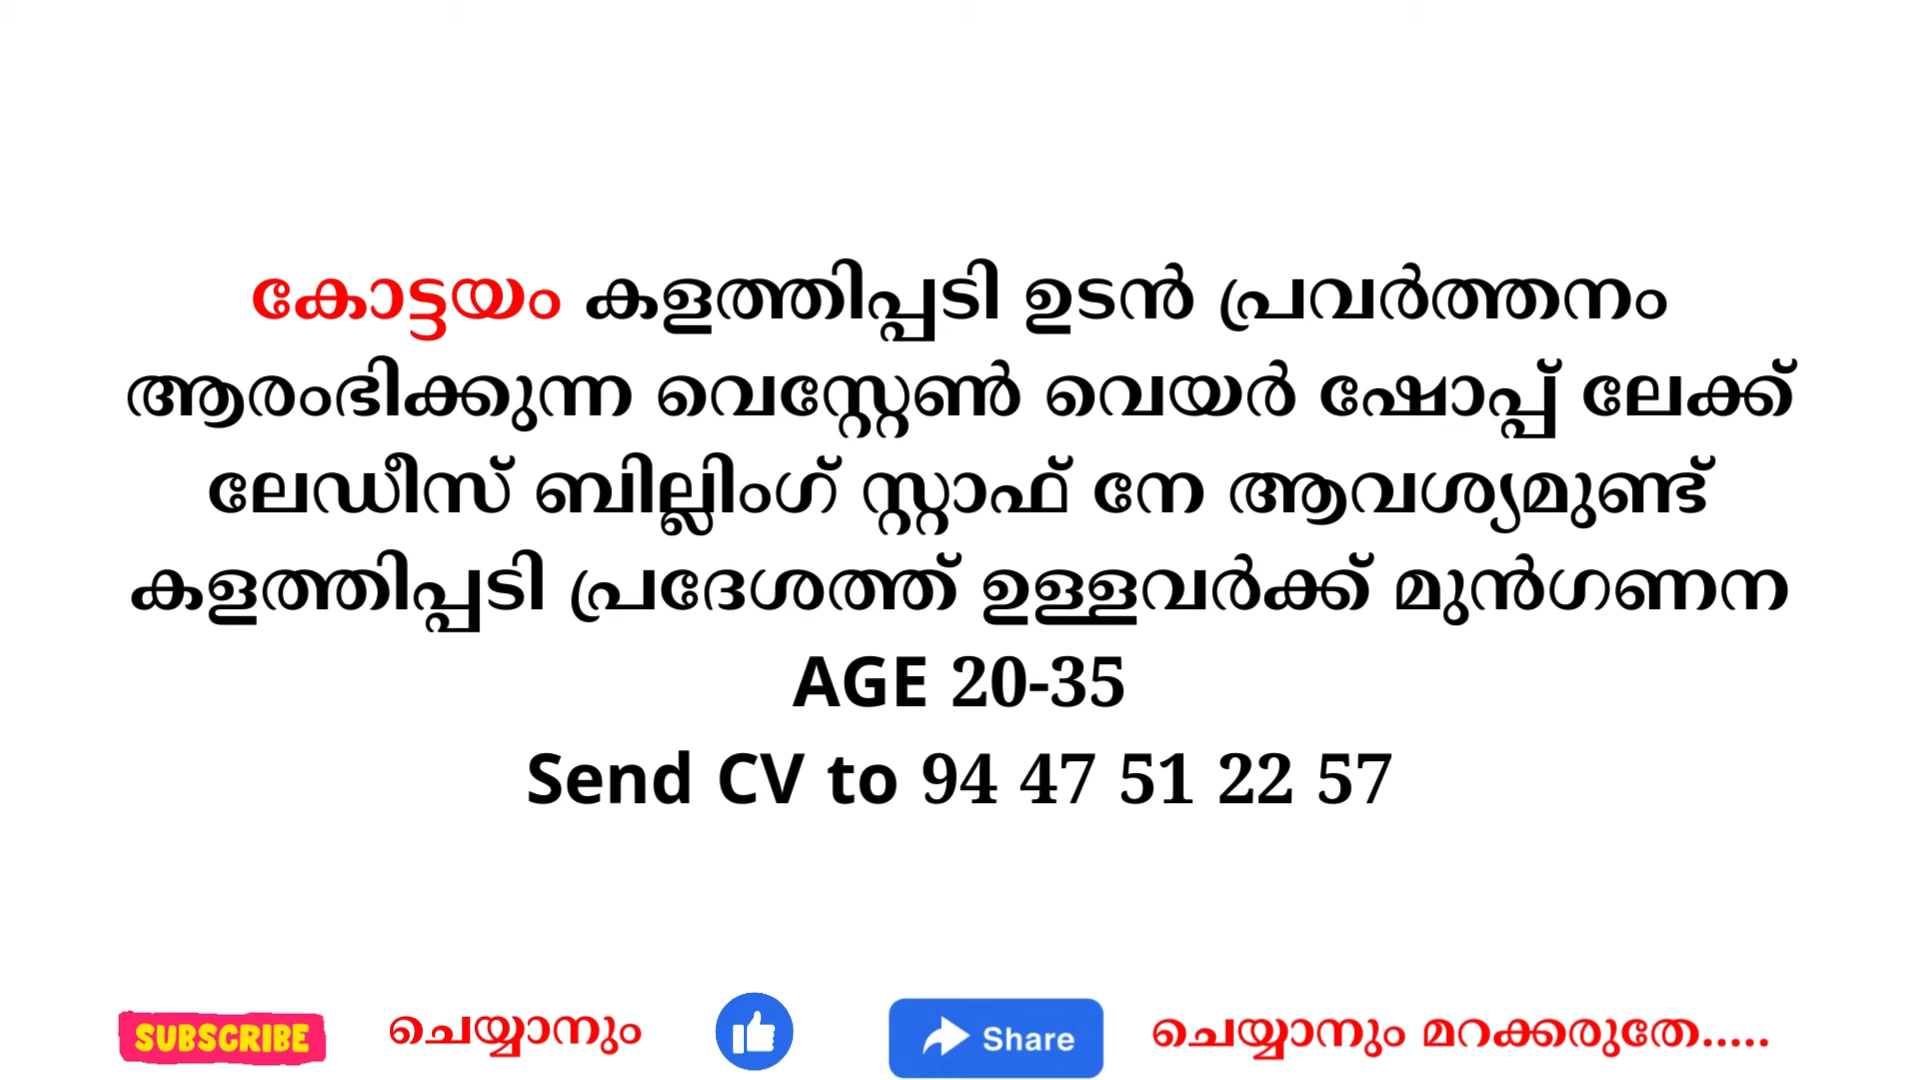 കോട്ടയം കളത്തിപ്പടി ഉടൻ പ്രവർത്തനം
ആരംഭിക്കുന്ന വെസ്റ്റേൺ വെയർ ഷോപ്പ് ലേക്ക്
ലേഡീസ് ബില്ലിംഗ് സ്റ്റാഫ് നേ ആവശ്യമുണ്ട്
കളത്തിപ്പടി പ്രദേശത്ത് ഉള്ളവർക്ക് മുൻഗണന
AGE 20-35
Send CV to 94 47 51 22 57
SUBSCRIBE ചെയ്യാനും Share ചെയ്യാനും മറക്കരുതേ.....